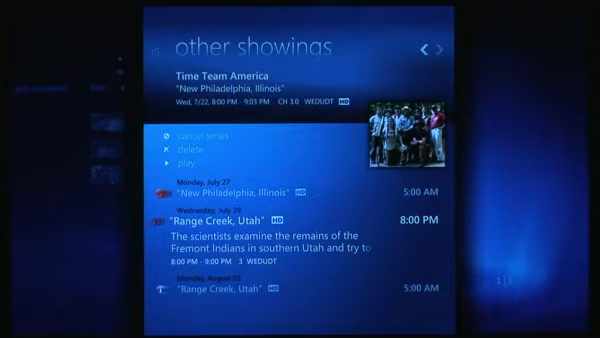 other showings
Time Team America
"New Philadelphia, Illinois"
Wed, 7/22, 8:00 PM - 9:03 PM CH 3.0 WEDUDT HD
cancel series
delete
play
Monday, July 27
"New Philadelphia, Illinois" HD 5:00 AM
Wednesday, July 29
"Range Creek, Utah" HD 8:00 PM
The scientists examine the remains of the
Fremont Indians in southern Utah and try to
8:00 PM - 9:00 PM 3 WEDUDT
Monday, August 03
"Range Creek, Utah" HD 5:00 AM
1|3